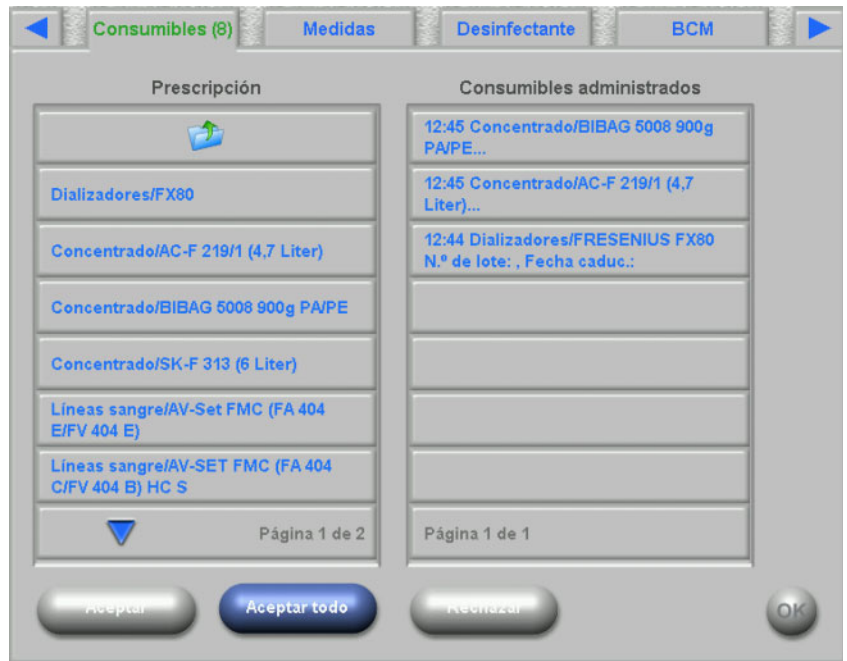 Consumibles (8)
Medidas
Desinfectante
BCM
Prescripción
Consumibles administrados
Dializadores/FX80
Concentrado/AC-F 219/1 (4,7 Liter)
Concentrado/BIBAG 5008 900g PA/PE
Concentrado/SK-F 313 (6 Liter)
Líneas sangre/AV-Set FMC (FA 404
E/FV 404 E)
Líneas sangre/AV-SET FMC (FA 404
C/FV 404 B) HC S
Página 1 de 2
12:45 Concentrado/BIBAG 5008 900g
PA/PE...
12:45 Concentrado/AC-F 219/1 (4,7
Liter)...
12:44 Dializadores/FRESENIUS FX80
N.º de lote: , Fecha caduc.:
Página 1 de 1
Aceptar
Aceptar todo
Rechazar
OK